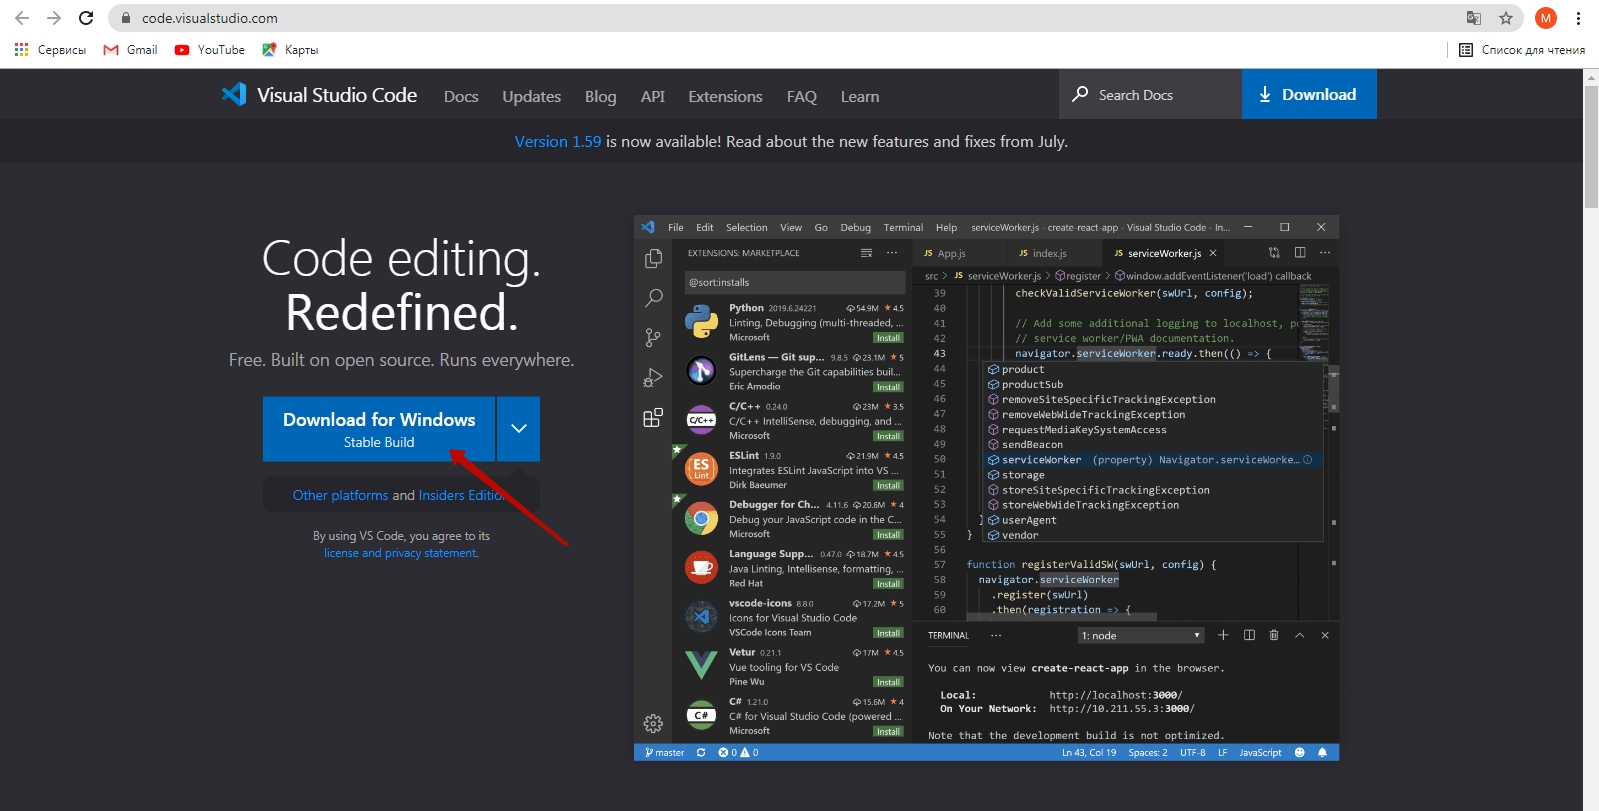 code.visualstudio.com
M
Сервисы Gmail YouTube Карты Список для чтения
Visual Studio Code Docs Updates Blog API Extensions FAQ Learn Search Docs Download
Version 1.59 is now available! Read about the new features and fixes from July.
Code editing.
Redefined.
Free. Built on open source. Runs everywhere.
Download for Windows
Stable Build
Other platforms and Insiders Edition
By using VS Code, you agree to its
license and privacy statement.
File Edit Selection View Go Debug Terminal Help serviceWorker.js - create-react-app - Visual Studio Code - In...
EXTENSIONS: MARKETPLACE
@sort:installs
Python 2019.6.24221 54.9M 4.5
Linting, Debugging (multi-threaded, ...
Microsoft Install
GitLens — Git sup... 9.8.5 23.1M 5
Supercharge the Git capabilities buil...
Eric Amodio Install
C/C++
C/C++ 0.24.0 23M 3.5
C/C++ IntelliSense, debugging, and ...
Microsoft Install
ES
Lint
ESLint 1.9.0 21.9M 4.5
Integrates ESLint JavaScript into VS ...
Dirk Baeumer Install
Debugger for Ch... 4.11.6 20.6M 4
Debug your JavaScript code in the C...
Microsoft Install
Language Supp... 0.47.0 18.7M 4.5
Java Linting, Intellisense, formatting, ...
Red Hat Install
vscode-icons 8.8.0 17.2M 5
Icons for Visual Studio Code
VSCode Icons Team Install
Vetur 0.21.1 17M 4.5
Vue tooling for VS Code
Pine Wu Install
C#
C# 1.21.0 15.6M 4
C# for Visual Studio Code (powered ...
Microsoft Install
JS App.js JS index.js JS serviceWorker.js
src > JS serviceWorker.js > register > window.addEventListener('load') callback
39 checkValidServiceWorker(swUrl, config);
40
41 // Add some additional logging to localhost, p
42 // service worker/PWA documentation.
43 navigator.serviceWorker.ready.then(() => {
44 product
45 productSub
46 removeSiteSpecificTrackingException
47 removeWebWideTrackingException
48 requestMediaKeySystemAccess
49 sendBeacon
50 serviceWorker (property) Navigator.serviceWorke...
51 storage
52 storeSiteSpecificTrackingException
53 storeWebWideTrackingException
54 } userAgent
55 } vendor
56
57 function registerValidSW(swUrl, config) {
58 navigator.serviceWorker
59 .register(swUrl)
60 .then(registration => {
TERMINAL ... 1: node
You can now view create-react-app in the browser.
Local: http://localhost:3000/
On Your Network: http://10.211.55.3:3000/
Note that the development build is not optimized.
master 0 0 Ln 43, Col 19 Spaces: 2 UTF-8 LF JavaScript